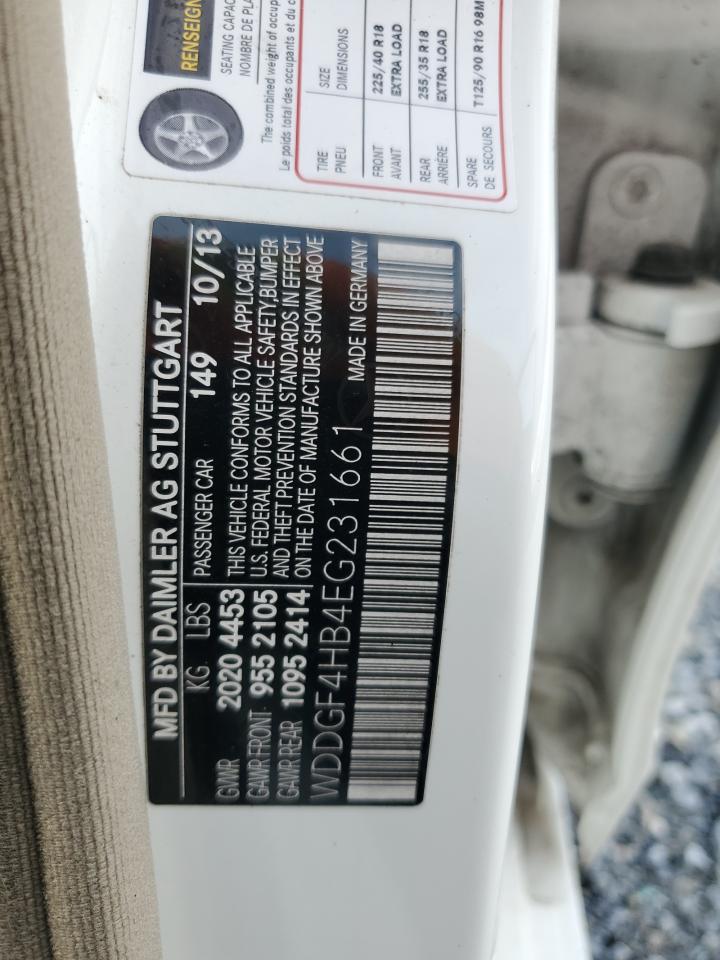 RENSEIGN
SEATING CAPAC
NOMBRE DE PLA
The combined weight of occup
Le poids total des occupants et du c
TIRE SIZE
PNEU DIMENSIONS
FRONT 225/40 R18
AVANT EXTRA LOAD
REAR 255/35 R18
ARRIÈRE EXTRA LOAD
SPARE T125/90 R16 98M
DE SECOURS
MFD BY DAIMLER AG STUTTGART
KG. LBS PASSENGER CAR 149 10/13
GVWR 2020 4453 THIS VEHICLE CONFORMS TO ALL APPLICABLE
GAWR FRONT 955 2105 U.S. FEDERAL MOTOR VEHICLE SAFETY,BUMPER
GAWR REAR 1095 2414 AND THEFT PREVENTION STANDARDS IN EFFECT
ON THE DATE OF MANUFACTURE SHOWN ABOVE
WDDGF4HB4EG231661 MADE IN GERMANY